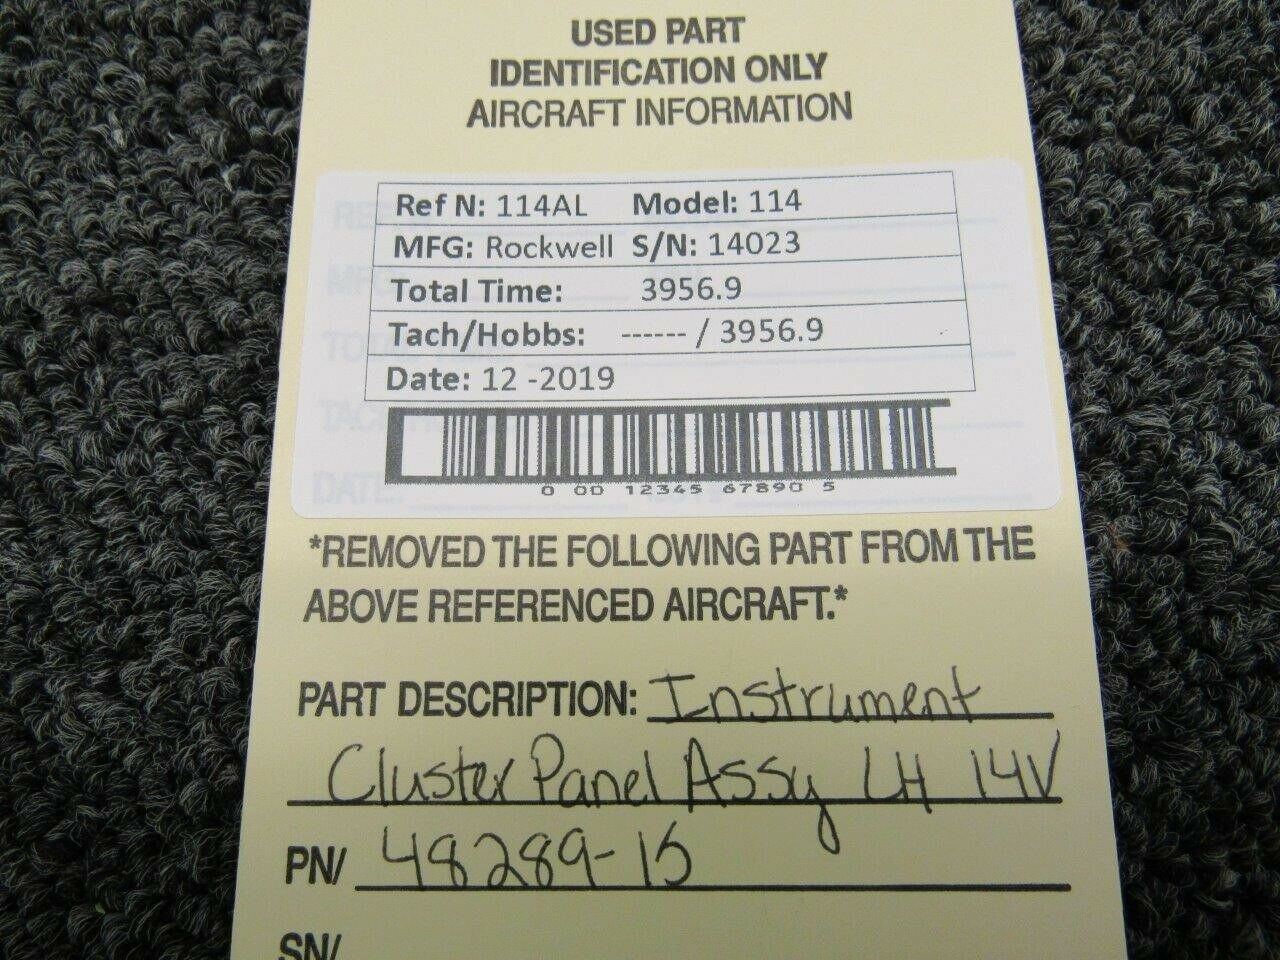 USED PART
IDENTIFICATION ONLY
AIRCRAFT INFORMATION
Ref N: 114AL Model: 114
MFG: Rockwell S/N: 14023
Total Time: 3956.9
Tach/Hobbs: ------ / 3956.9
Date: 12 -2019
0 00 12345 67890 5
*REMOVED THE FOLLOWING PART FROM THE
ABOVE REFERENCED AIRCRAFT.*
PART DESCRIPTION: Instrument
Cluster Panel Assy LH 14V
PN/ 48289-15
SN/